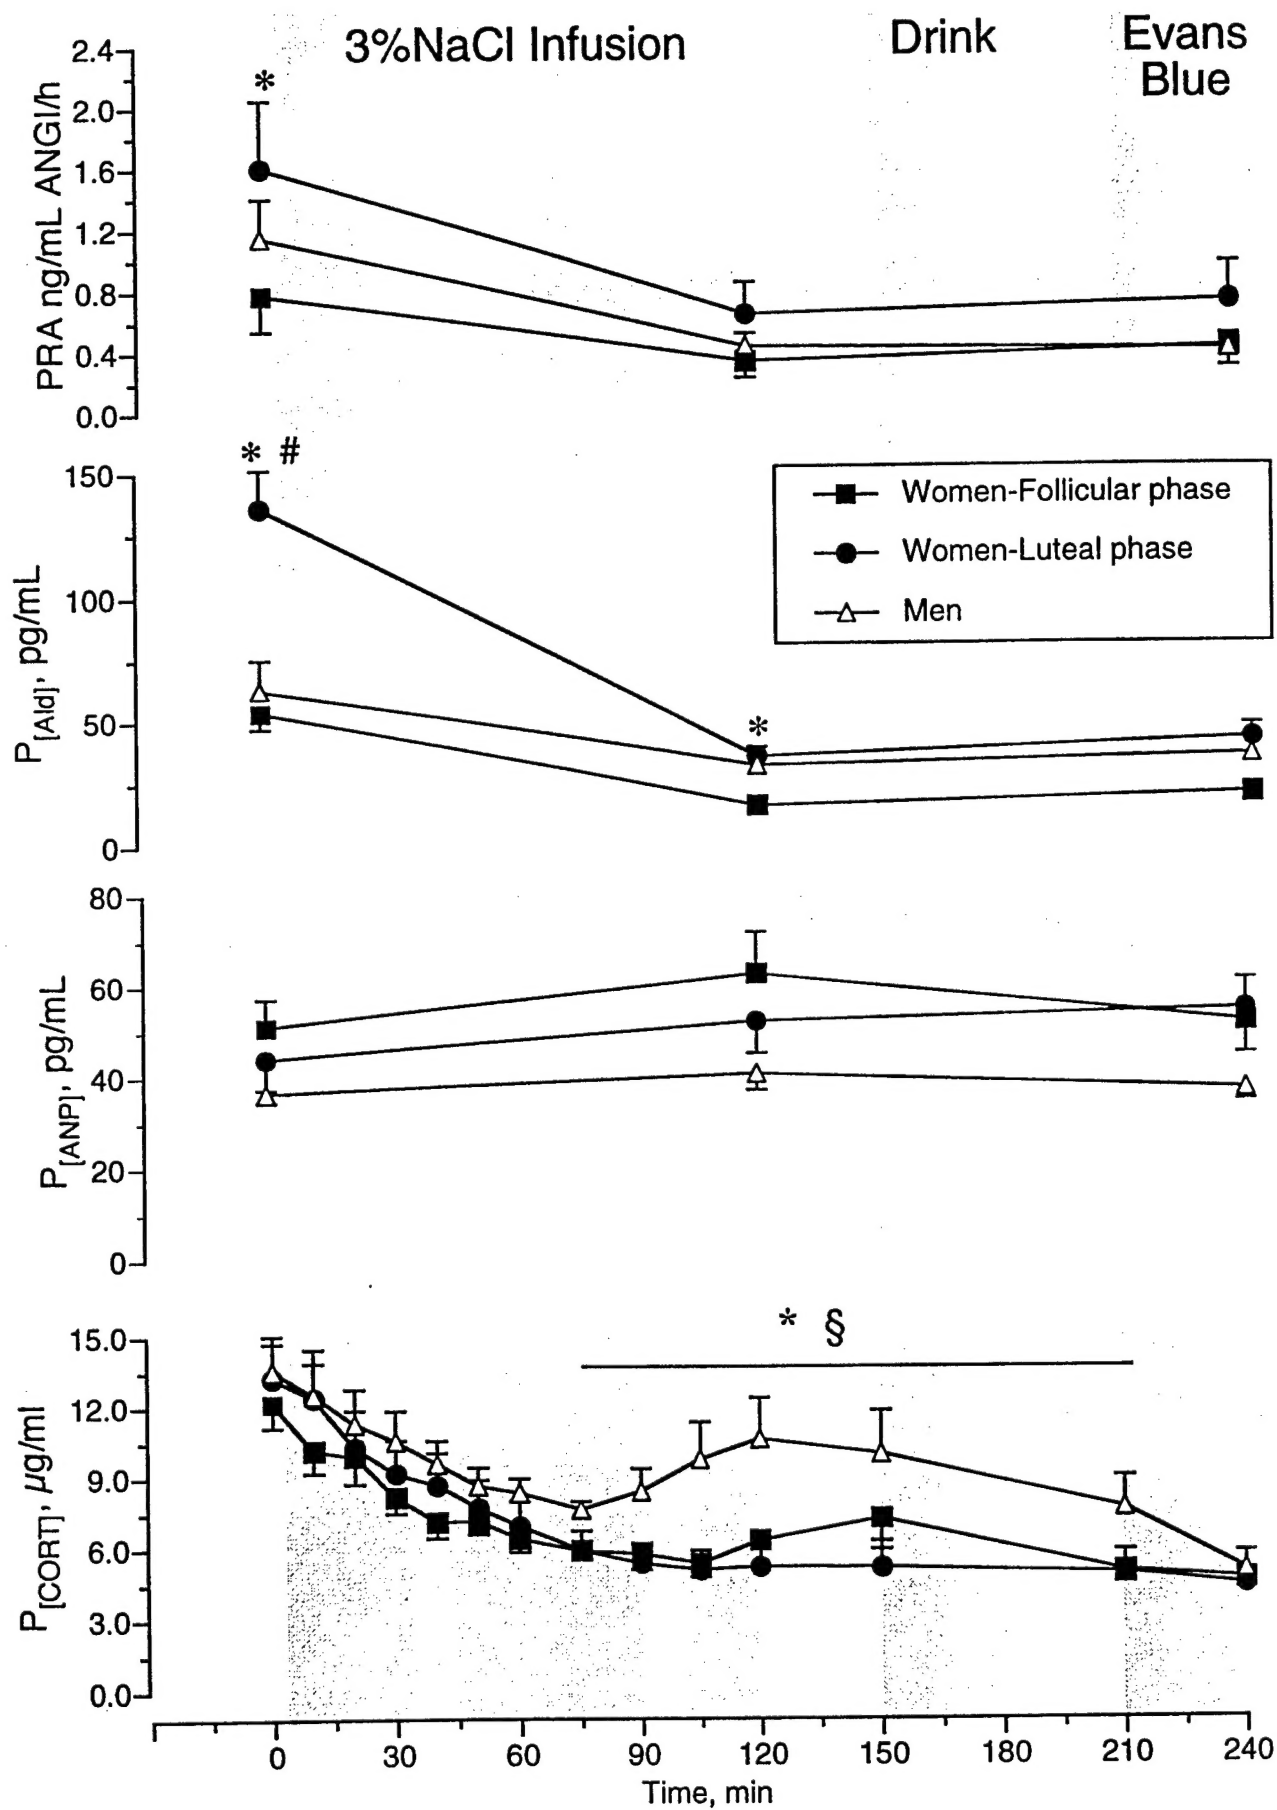 3%NaCl Infusion
Drink
Evans
Blue
PRA ng/mL ANGI/h
2.4
2.0
1.6
1.2
0.8
0.4
0.0
*
P[Ald], pg/mL
150
100
50
0
* #
*
Women-Follicular phase
Women-Luteal phase
Men
P[ANP], pg/mL
80
60
40
20
0
P[CORT], µg/ml
15.0
12.0
9.0
6.0
3.0
0.0
* §
0 30 60 90 120 150 180 210 240
Time, min